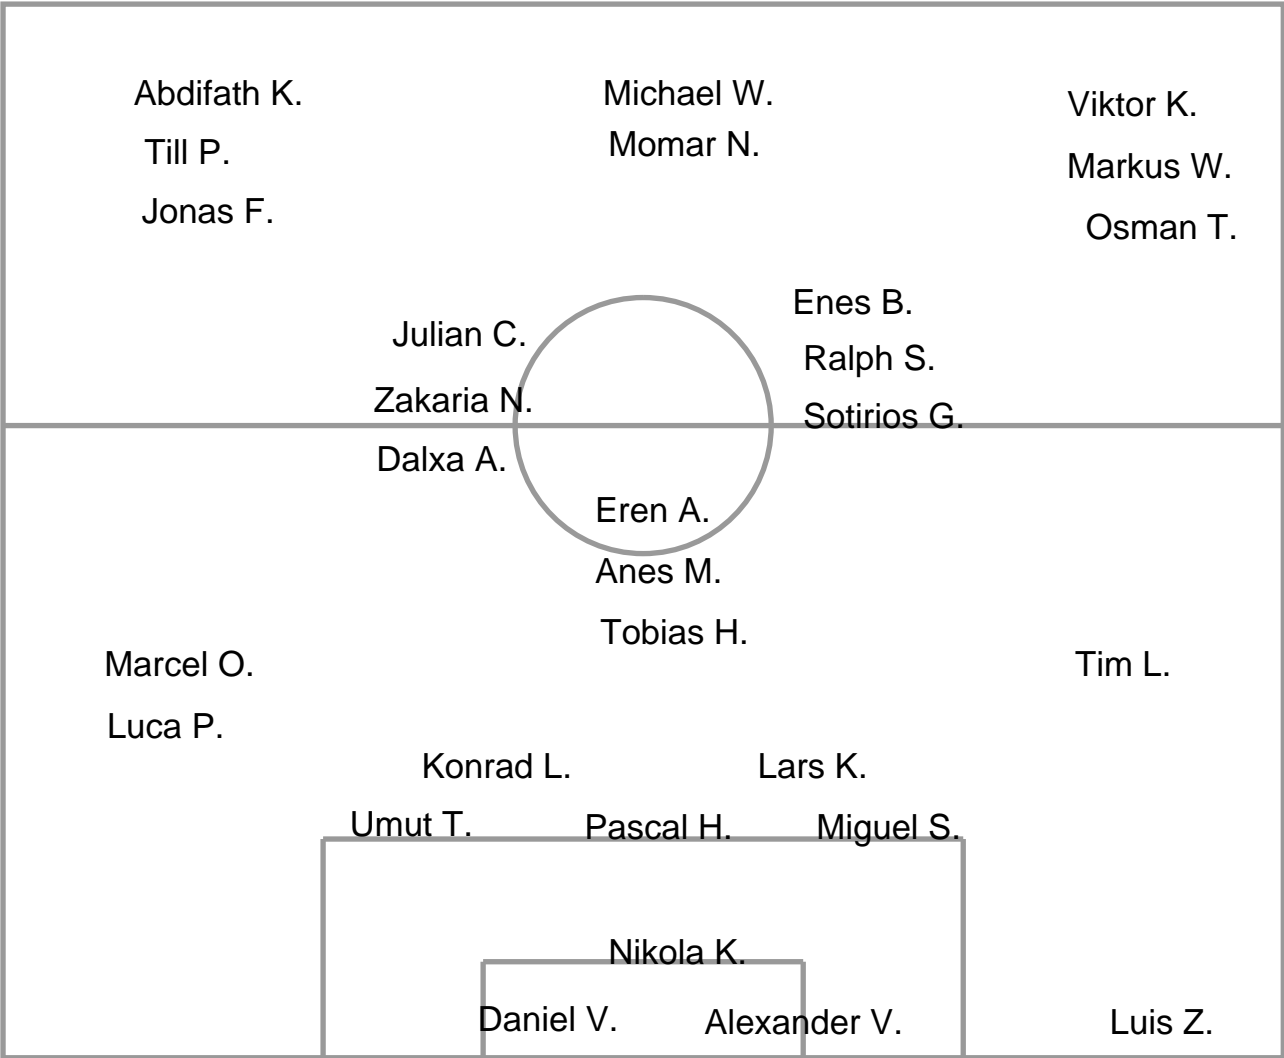 Abdifath K.
Michael W.
Viktor K.
Till P.
Momar N.
Markus W.
Jonas F.
Osman T.
Enes B.
Julian C.
Ralph S.
Zakaria N.
Sotirios G.
Dalxa A.
Eren A.
Anes M.
Tobias H.
Marcel O.
Tim L.
Luca P.
Konrad L.
Lars K.
Umut T.
Pascal H.
Miguel S.
Nikola K.
Daniel V.
Alexander V.
Luis Z.